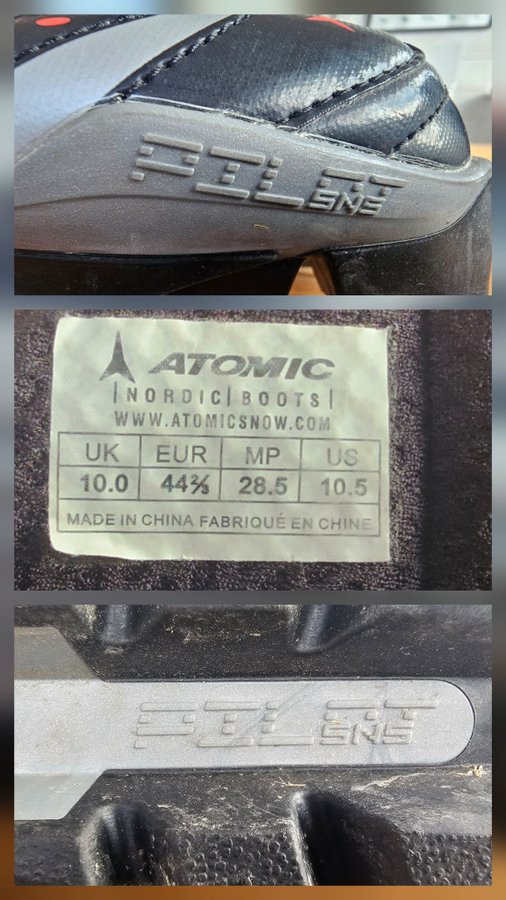 PILOT
SNS
ATOMIC
NORDIC BOOTS
WWW.ATOMICSNOW.COM
UK EUR MP US
10.0 44⅔ 28.5 10.5
MADE IN CHINA FABRIQUÉ EN CHINE
PILOT
SNS